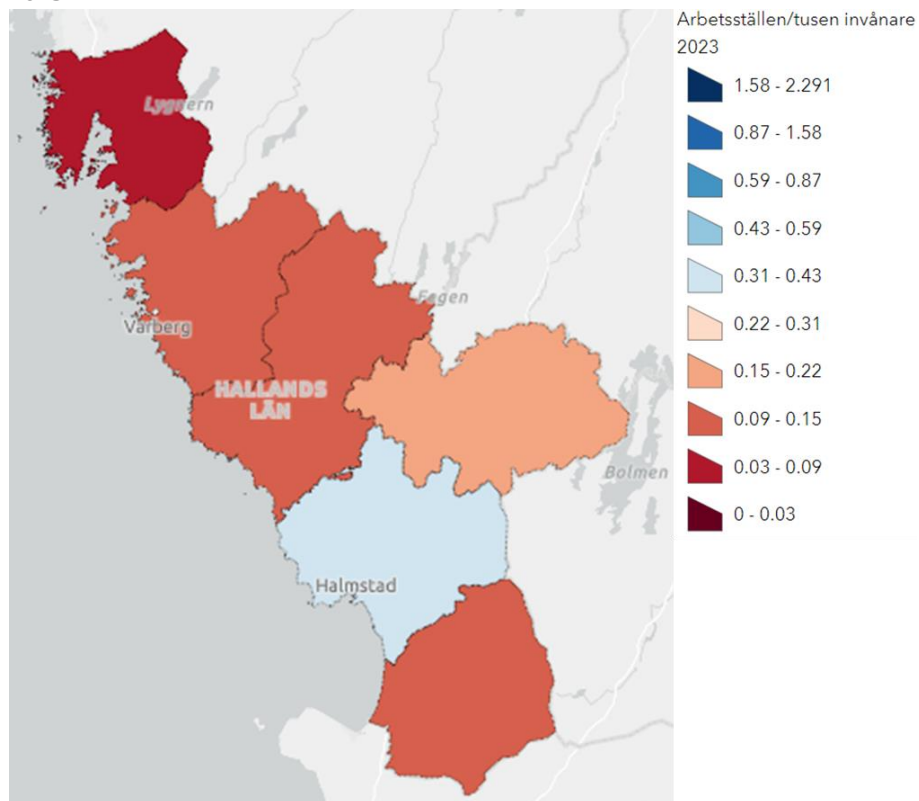 Arbetsställen/tusen invånare
2023
1.58 - 2.291
0.87 - 1.58
0.59 - 0.87
0.43 - 0.59
0.31 - 0.43
0.22 - 0.31
0.15 - 0.22
0.09 - 0.15
0.03 - 0.09
0 - 0.03
Lygnern
Fegen
Varberg
HALLANDS
LÄN
Bolmen
Halmstad